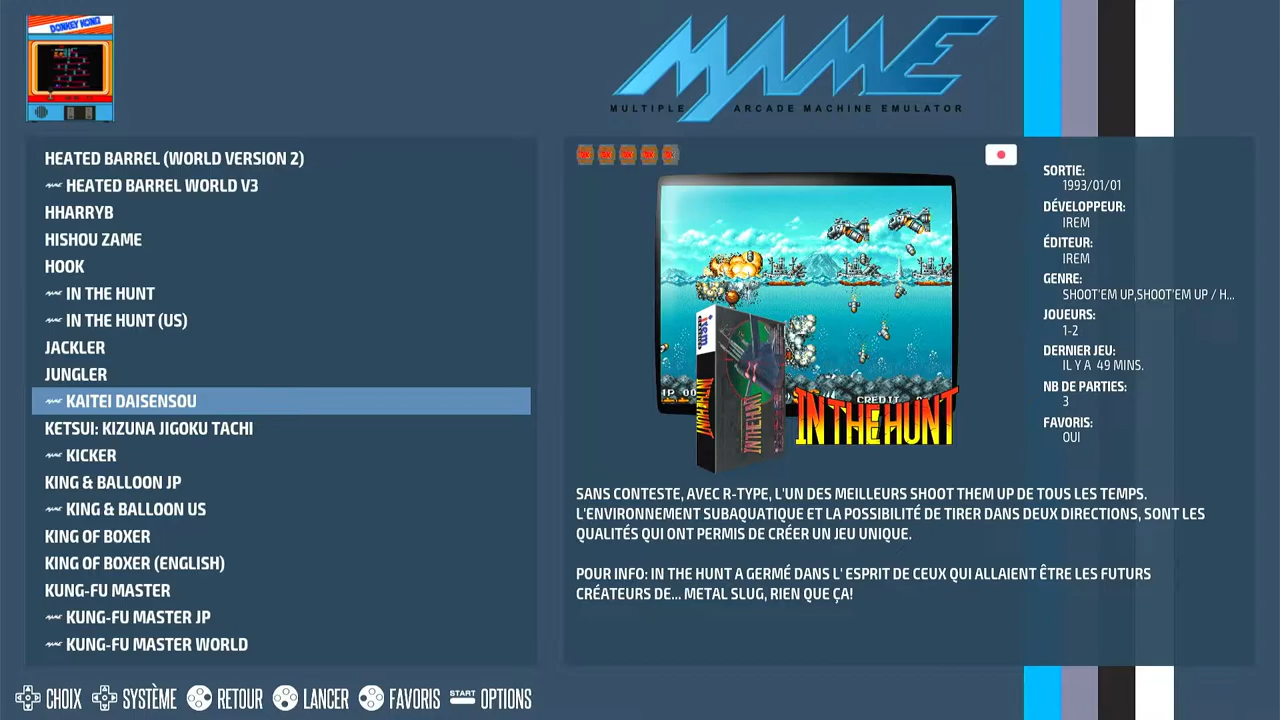 DONKEY KONG
MAME
MULTIPLE ARCADE MACHINE EMULATOR
HEATED BARREL (WORLD VERSION 2)
HEATED BARREL WORLD V3
HHARRYB
HISHOU ZAME
HOOK
IN THE HUNT
IN THE HUNT (US)
JACKLER
JUNGLER
KAITEI DAISENSOU
KETSUI: KIZUNA JIGOKU TACHI
KICKER
KING & BALLOON JP
KING & BALLOON US
KING OF BOXER
KING OF BOXER (ENGLISH)
KUNG-FU MASTER
KUNG-FU MASTER JP
KUNG-FU MASTER WORLD
irem
IN THE HUNT
IN THE HUNT
1P 00
CREDIT
IN THE HUNT
SORTIE:
1993/01/01
DÉVELOPPEUR:
IREM
ÉDITEUR:
IREM
GENRE:
SHOOT'EM UP,SHOOT'EM UP / H...
JOUEURS:
1-2
DERNIER JEU:
IL Y A 49 MINS.
NB DE PARTIES:
3
FAVORIS:
OUI
SANS CONTESTE, AVEC R-TYPE, L'UN DES MEILLEURS SHOOT THEM UP DE TOUS LES TEMPS.
L'ENVIRONNEMENT SUBAQUATIQUE ET LA POSSIBILITÉ DE TIRER DANS DEUX DIRECTIONS, SONT LES
QUALITÉS QUI ONT PERMIS DE CRÉER UN JEU UNIQUE.
POUR INFO: IN THE HUNT A GERMÉ DANS L' ESPRIT DE CEUX QUI ALLAIENT ÊTRE LES FUTURS
CRÉATEURS DE... METAL SLUG, RIEN QUE ÇA!
CHOIX SYSTÈME RETOUR LANCER FAVORIS START OPTIONS